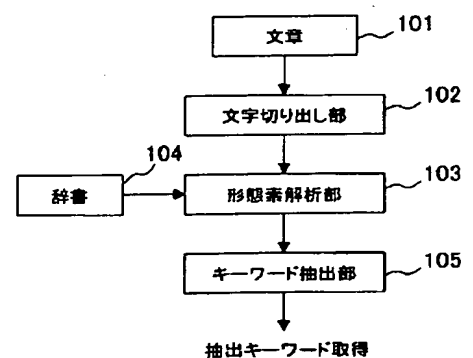 文章
101
文字切り出し部
102
104
辞書
形態素解析部
103
キーワード抽出部
105
抽出キーワード取得